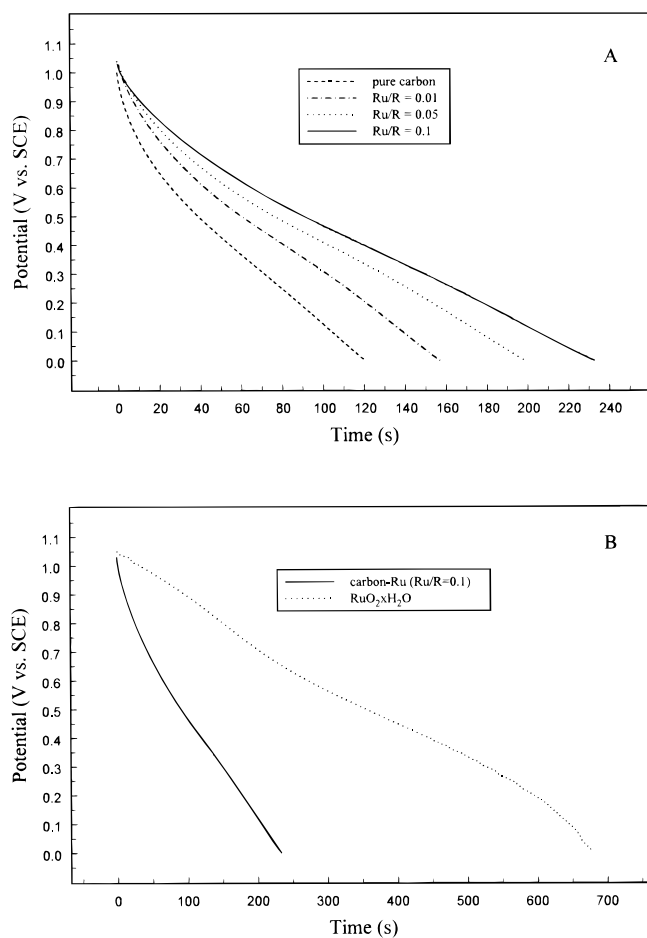 A
pure carbon
Ru/R = 0.01
Ru/R = 0.05
Ru/R = 0.1
Potential (V vs. SCE)
1.1
1.0
0.9
0.8
0.7
0.6
0.5
0.4
0.3
0.2
0.1
0.0
0 20 40 60 80 100 120 140 160 180 200 220 240
Time (s)
B
carbon-Ru (Ru/R=0.1)
RuO₂xH₂O
Potential (V vs. SCE)
1.1
1.0
0.9
0.8
0.7
0.6
0.5
0.4
0.3
0.2
0.1
0.0
0 100 200 300 400 500 600 700
Time (s)